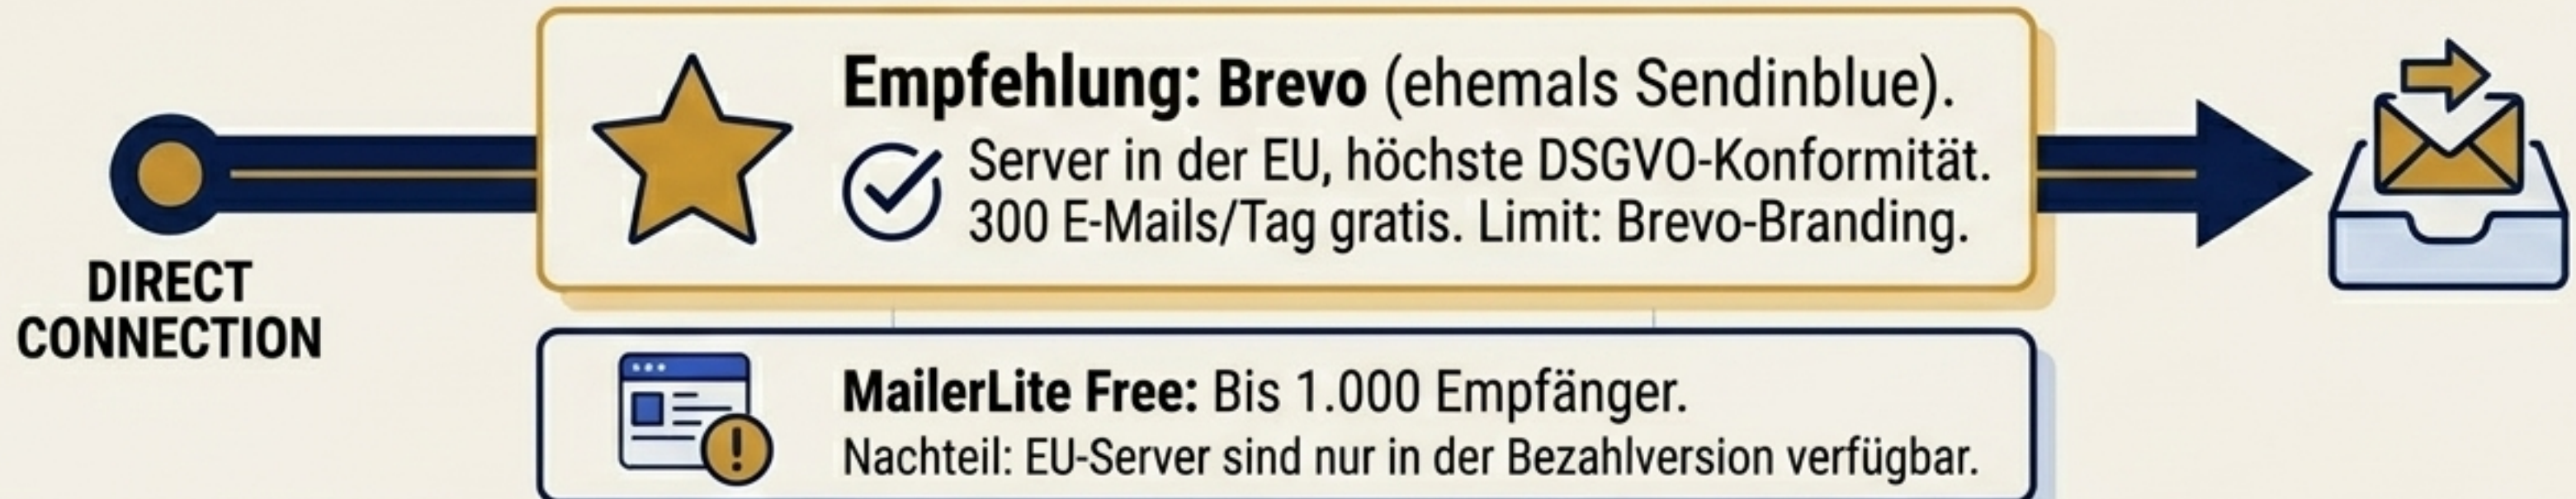 DIRECT
CONNECTION
Empfehlung: Brevo (ehemals Sendinblue).
Server in der EU, höchste DSGVO-Konformität.
300 E-Mails/Tag gratis. Limit: Brevo-Branding.
MailerLite Free: Bis 1.000 Empfänger.
Nachteil: EU-Server sind nur in der Bezahlversion verfügbar.